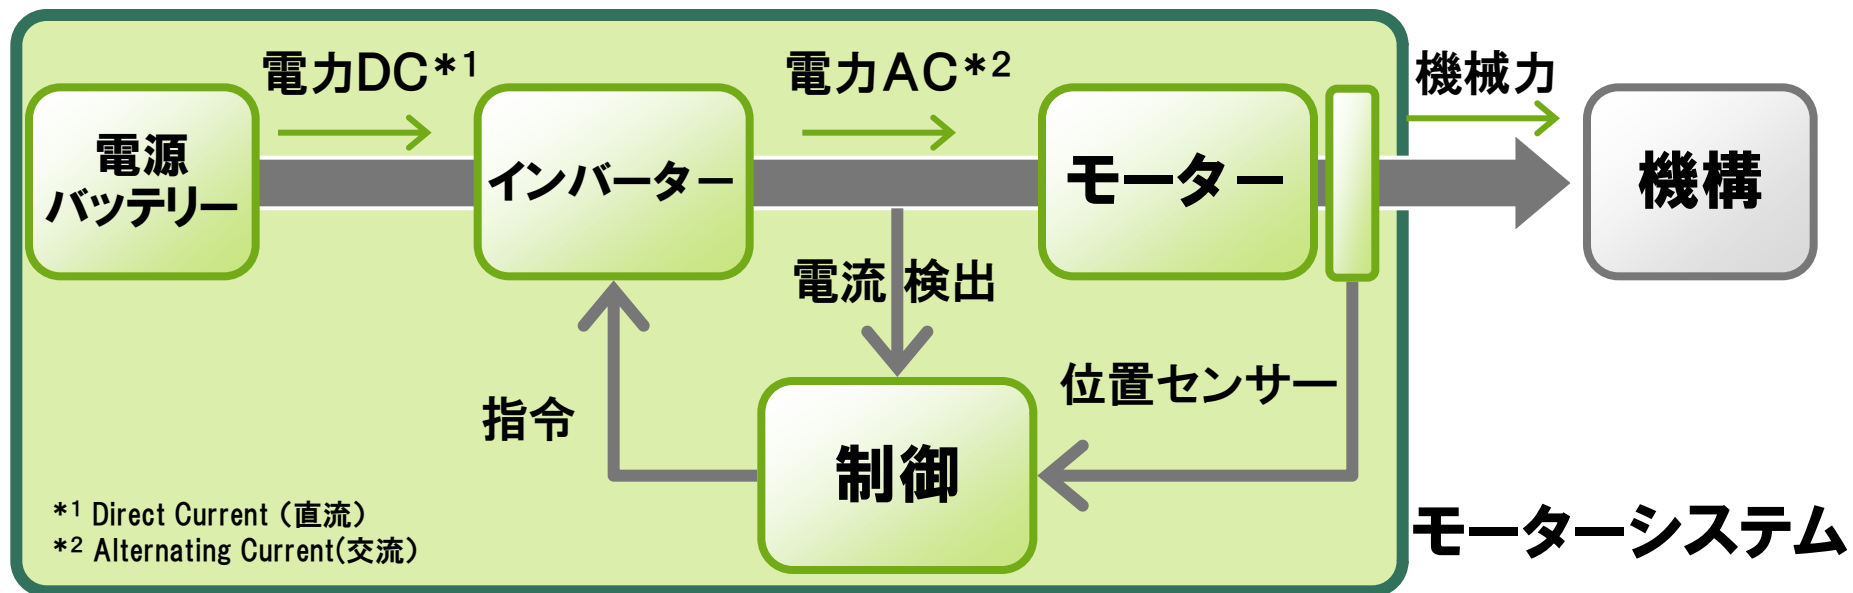 電力DC*1
電力AC*2
機械力
電源
バッテリー
インバーター
モーター
機構
電流 検出
位置センサー
指令
制御
*1 Direct Current (直流)
*2 Alternating Current(交流)
モーターシステム